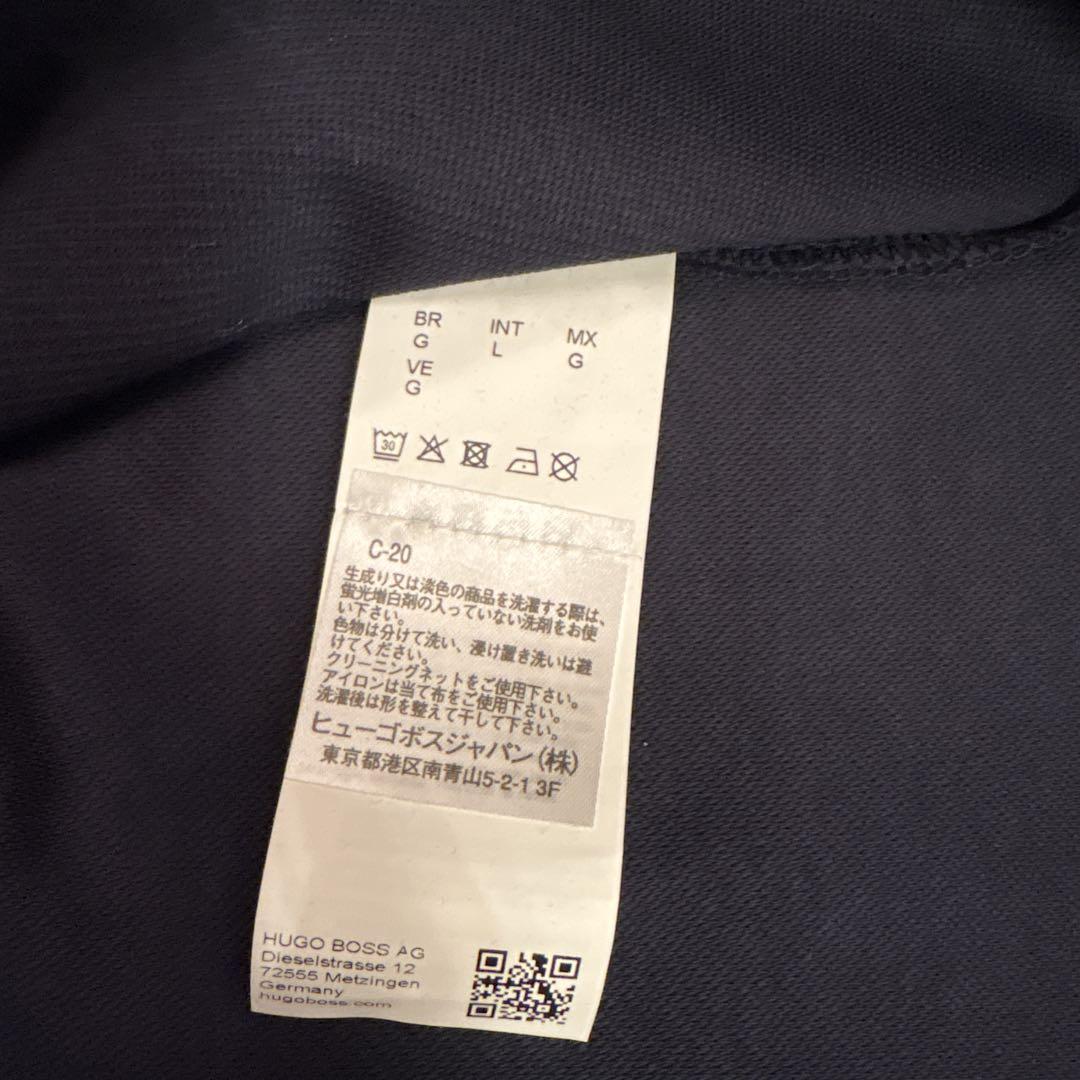 BR INT MX
G L G
VE
G
30
C-20
生成り又は淡色の商品を洗濯する際は、
蛍光増白剤の入っていない洗剤をお使
い下さい。
色物は分けて洗い、浸け置き洗いは避
けてください。
クリーニングネットをご使用下さい。
アイロンは当て布をご使用下さい。
洗濯後は形を整えて干して下さい。
ヒューゴボスジャパン(株)
東京都港区南青山5-2-1 3F
HUGO BOSS AG
Dieselstrasse 12
72555 Metzingen
Germany
hugoboss.com